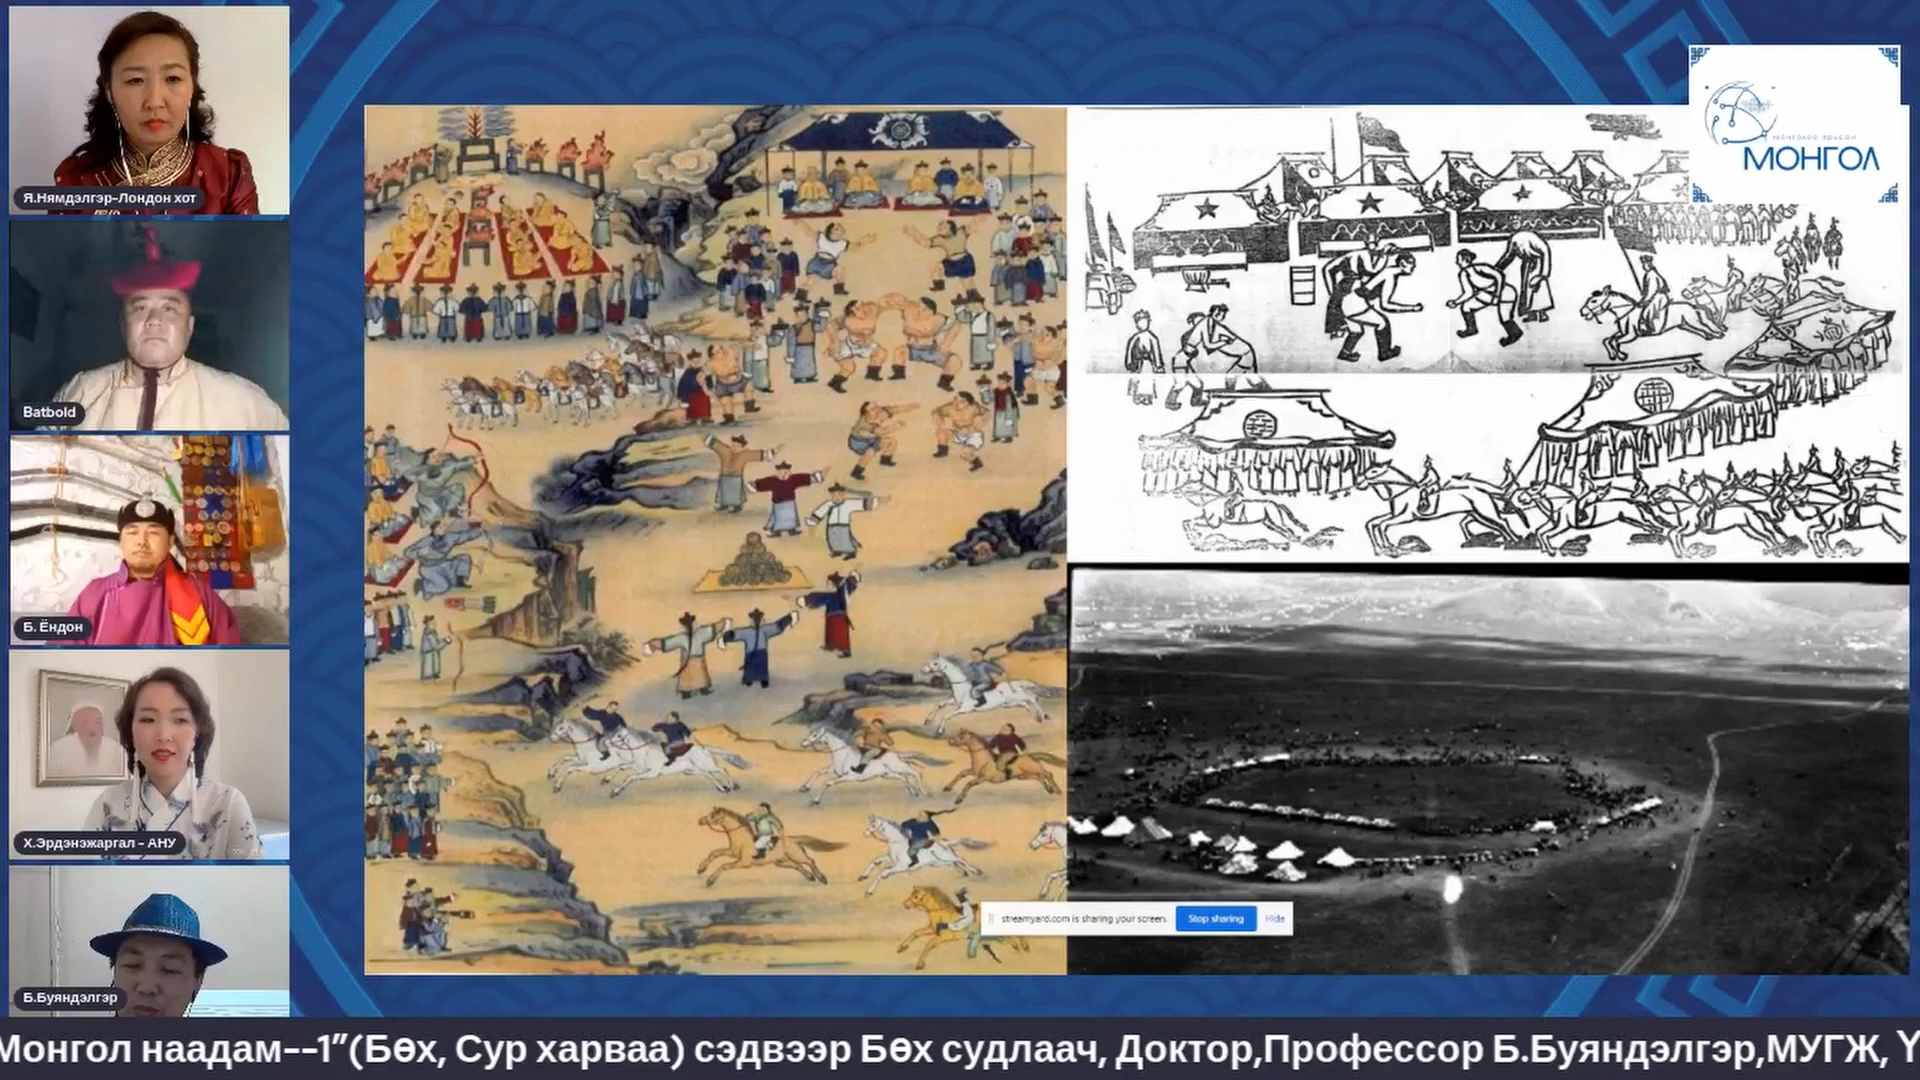 Я.Нямдэлгэр-Лондон хот
Batbold
Б. Ёндон
Х.Эрдэнэжаргал - АНУ
Б.Буяндэлгэр
МОНГОЛ
streamyard.com is sharing your screen. Stop sharing Hide
Монгол наадам--1"(Бөх, Сур харваа) сэдвээр Бөх судлаач, Доктор,Профессор Б.Буяндэлгэр,МУГЖ, Ү